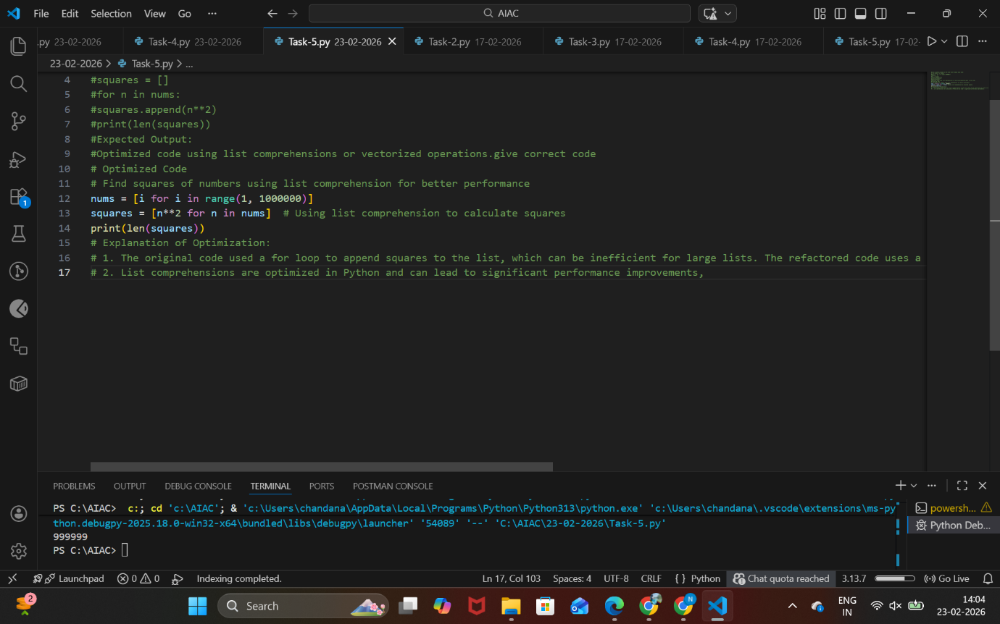 File Edit Selection View Go ··· AIAC
.py 23-02-2026 Task-4.py 23-02-2026 Task-5.py 23-02-2026 Task-2.py 17-02-2026 Task-3.py 17-02-2026 Task-4.py 17-02-2026 Task-5.py 17-02-
23-02-2026 > Task-5.py > ...
4 #squares = []
5 #for n in nums:
6 #squares.append(n**2)
7 #print(len(squares))
8 #Expected Output:
9 #Optimized code using list comprehensions or vectorized operations.give correct code
10 # Optimized Code
11 # Find squares of numbers using list comprehension for better performance
12 nums = [i for i in range(1, 1000000)]
13 squares = [n**2 for n in nums]  # Using list comprehension to calculate squares
14 print(len(squares))
15 # Explanation of Optimization:
16 # 1. The original code used a for loop to append squares to the list, which can be inefficient for large lists. The refactored code uses a
17 # 2. List comprehensions are optimized in Python and can lead to significant performance improvements,
1
PROBLEMS OUTPUT DEBUG CONSOLE TERMINAL PORTS POSTMAN CONSOLE
PS C:\AIAC>  c:; cd 'c:\AIAC'; & 'c:\Users\chandana\AppData\Local\Programs\Python\Python313\python.exe' 'c:\Users\chandana\.vscode\extensions\ms-py
thon.debugpy-2025.18.0-win32-x64\bundled\libs\debugpy\launcher' '54089' '--' 'C:\AIAC\23-02-2026\Task-5.py'
999999
PS C:\AIAC>
powersh...
Python Deb...
Launchpad 0 0 Indexing completed. Ln 17, Col 103 Spaces: 4 UTF-8 CRLF { } Python Chat quota reached 3.13.7 Go Live
2 Search N ENG IN 14:04 23-02-2026